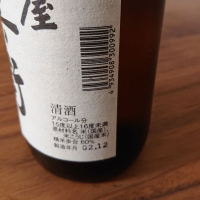 屋
衛
4934908300992
清酒
アルコール分
15度以上16度未満
原材料名 米(国産)、
米こうじ(国産米)
精米歩合 60%
製造年月 02.12